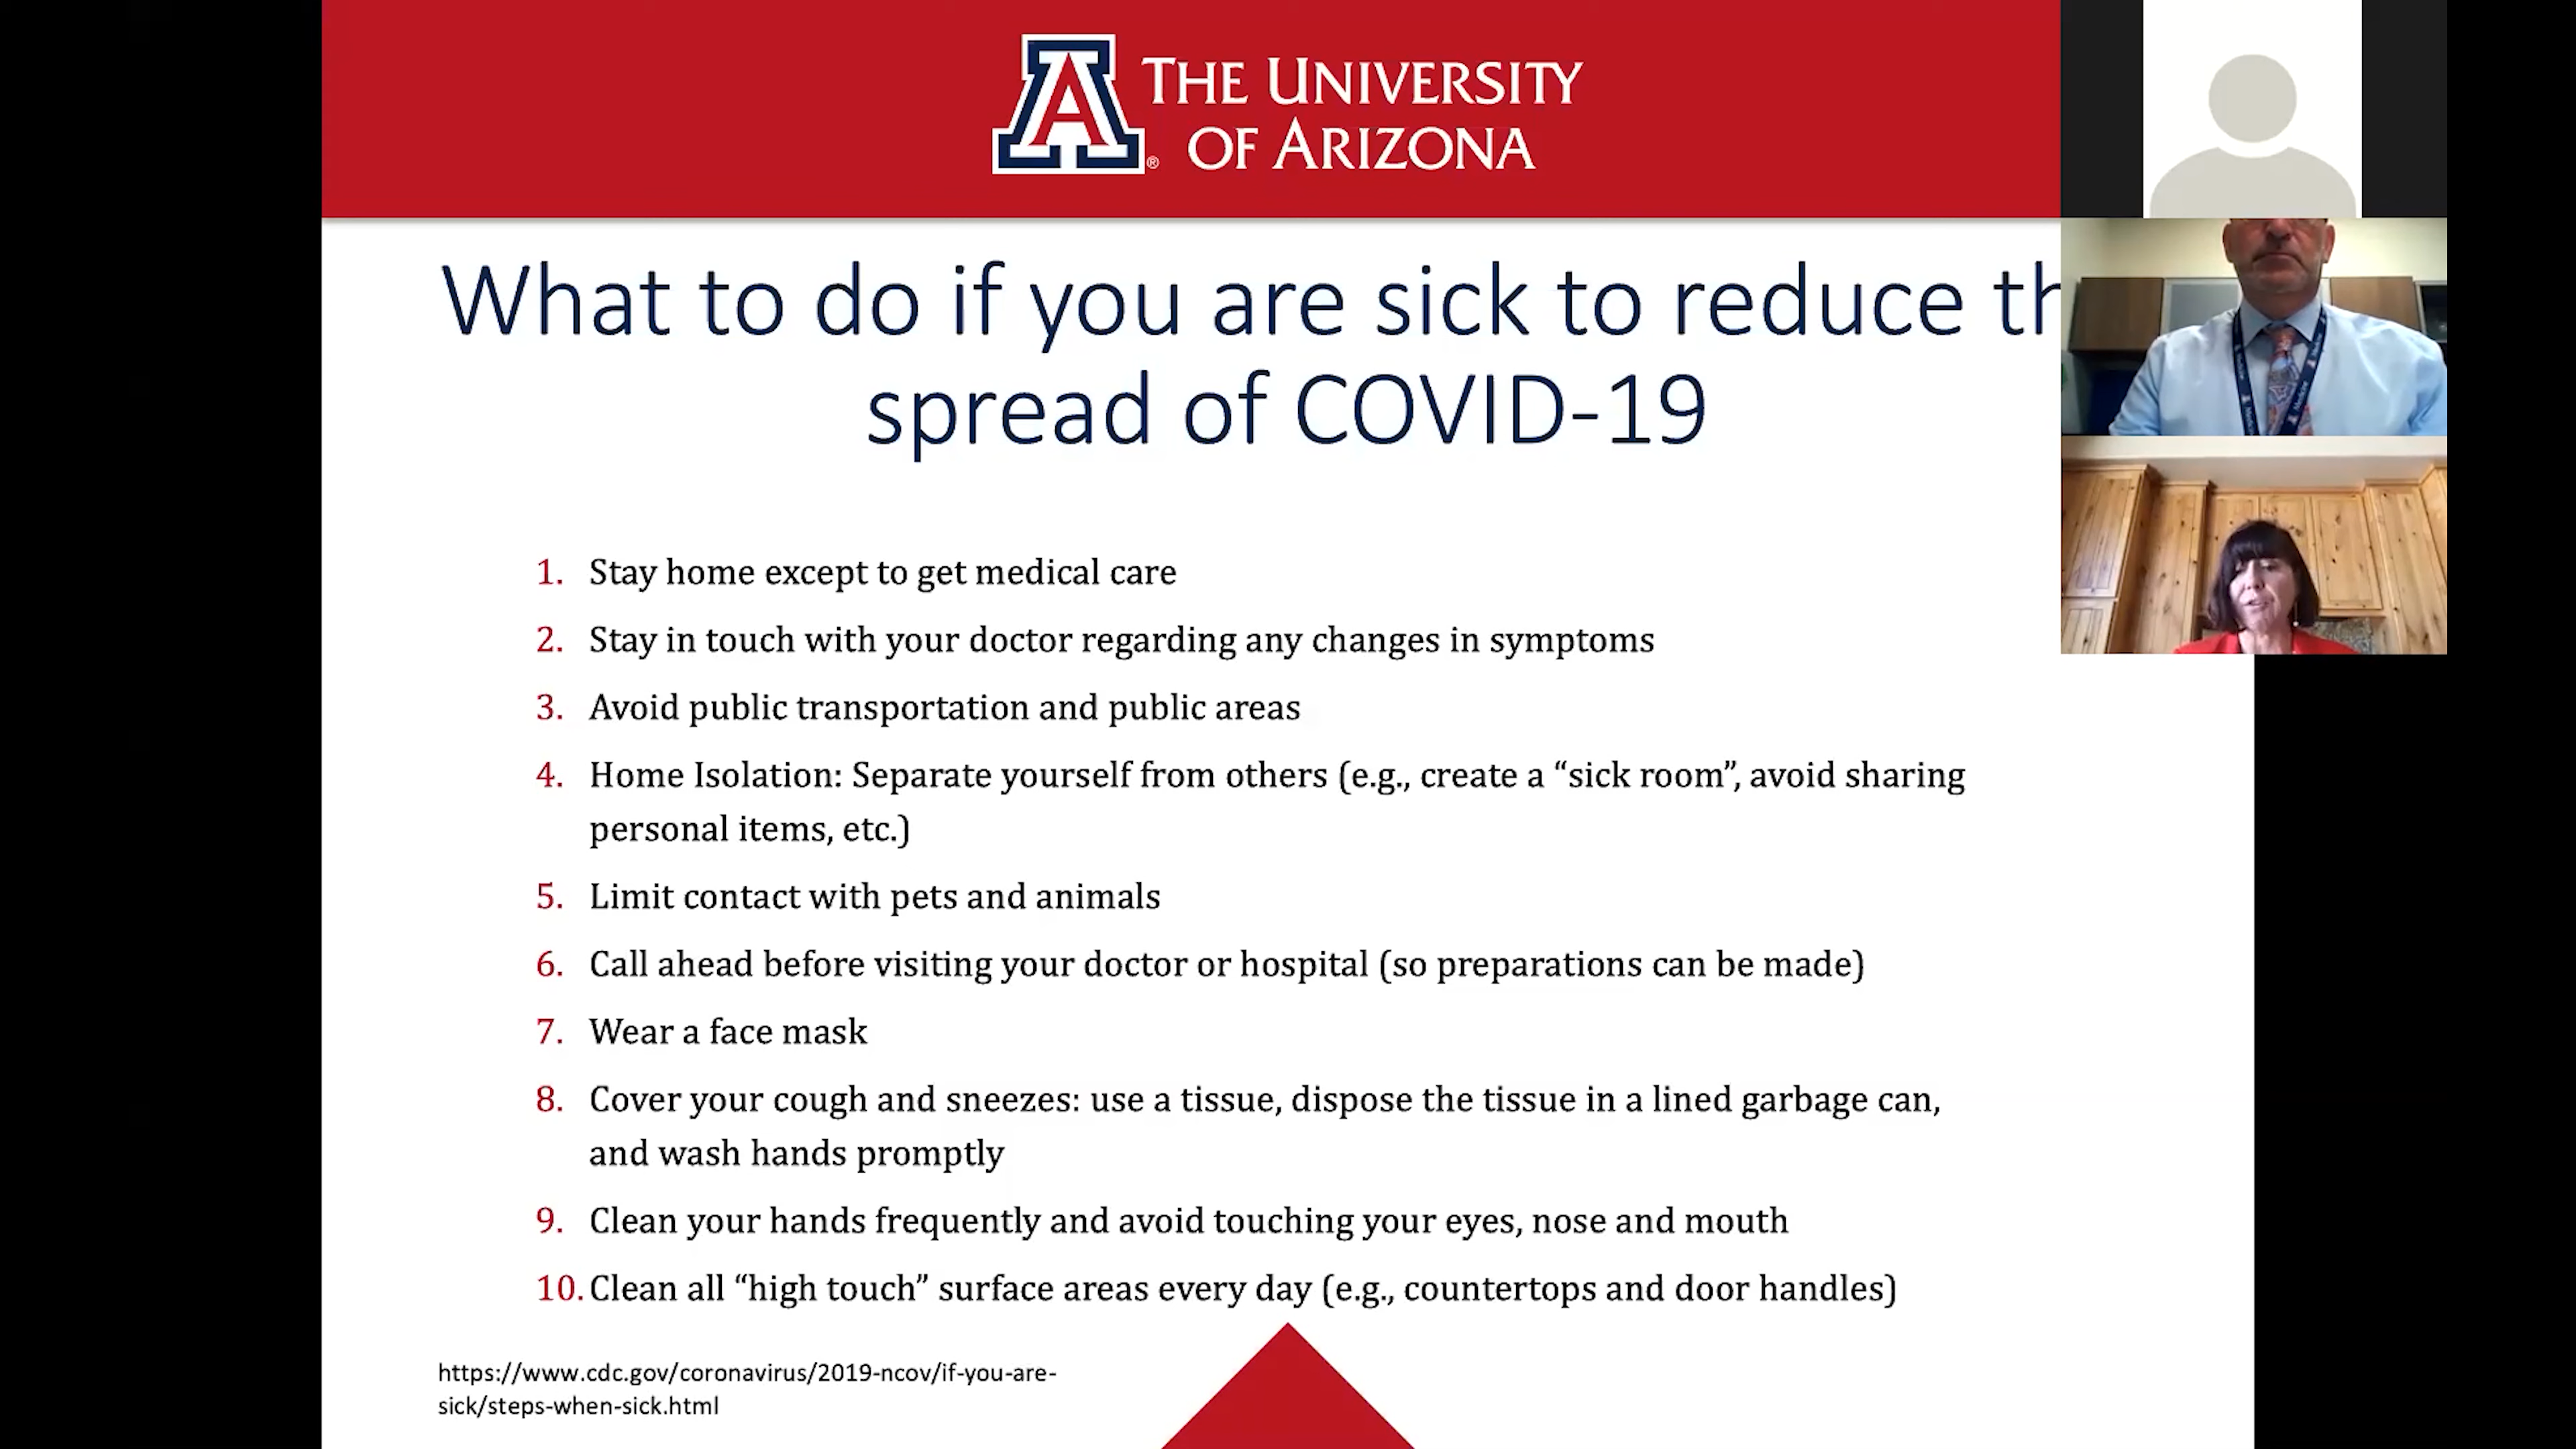 THE UNIVERSITY
OF ARIZONA
What to do if you are sick to reduce th
spread of COVID-19
1. Stay home except to get medical care
2. Stay in touch with your doctor regarding any changes in symptoms
3. Avoid public transportation and public areas
4. Home Isolation: Separate yourself from others (e.g., create a “sick room”, avoid sharing
personal items, etc.)
5. Limit contact with pets and animals
6. Call ahead before visiting your doctor or hospital (so preparations can be made)
7. Wear a face mask
8. Cover your cough and sneezes: use a tissue, dispose the tissue in a lined garbage can,
and wash hands promptly
9. Clean your hands frequently and avoid touching your eyes, nose and mouth
10. Clean all “high touch” surface areas every day (e.g., countertops and door handles)
https://www.cdc.gov/coronavirus/2019-ncov/if-you-are-
sick/steps-when-sick.html